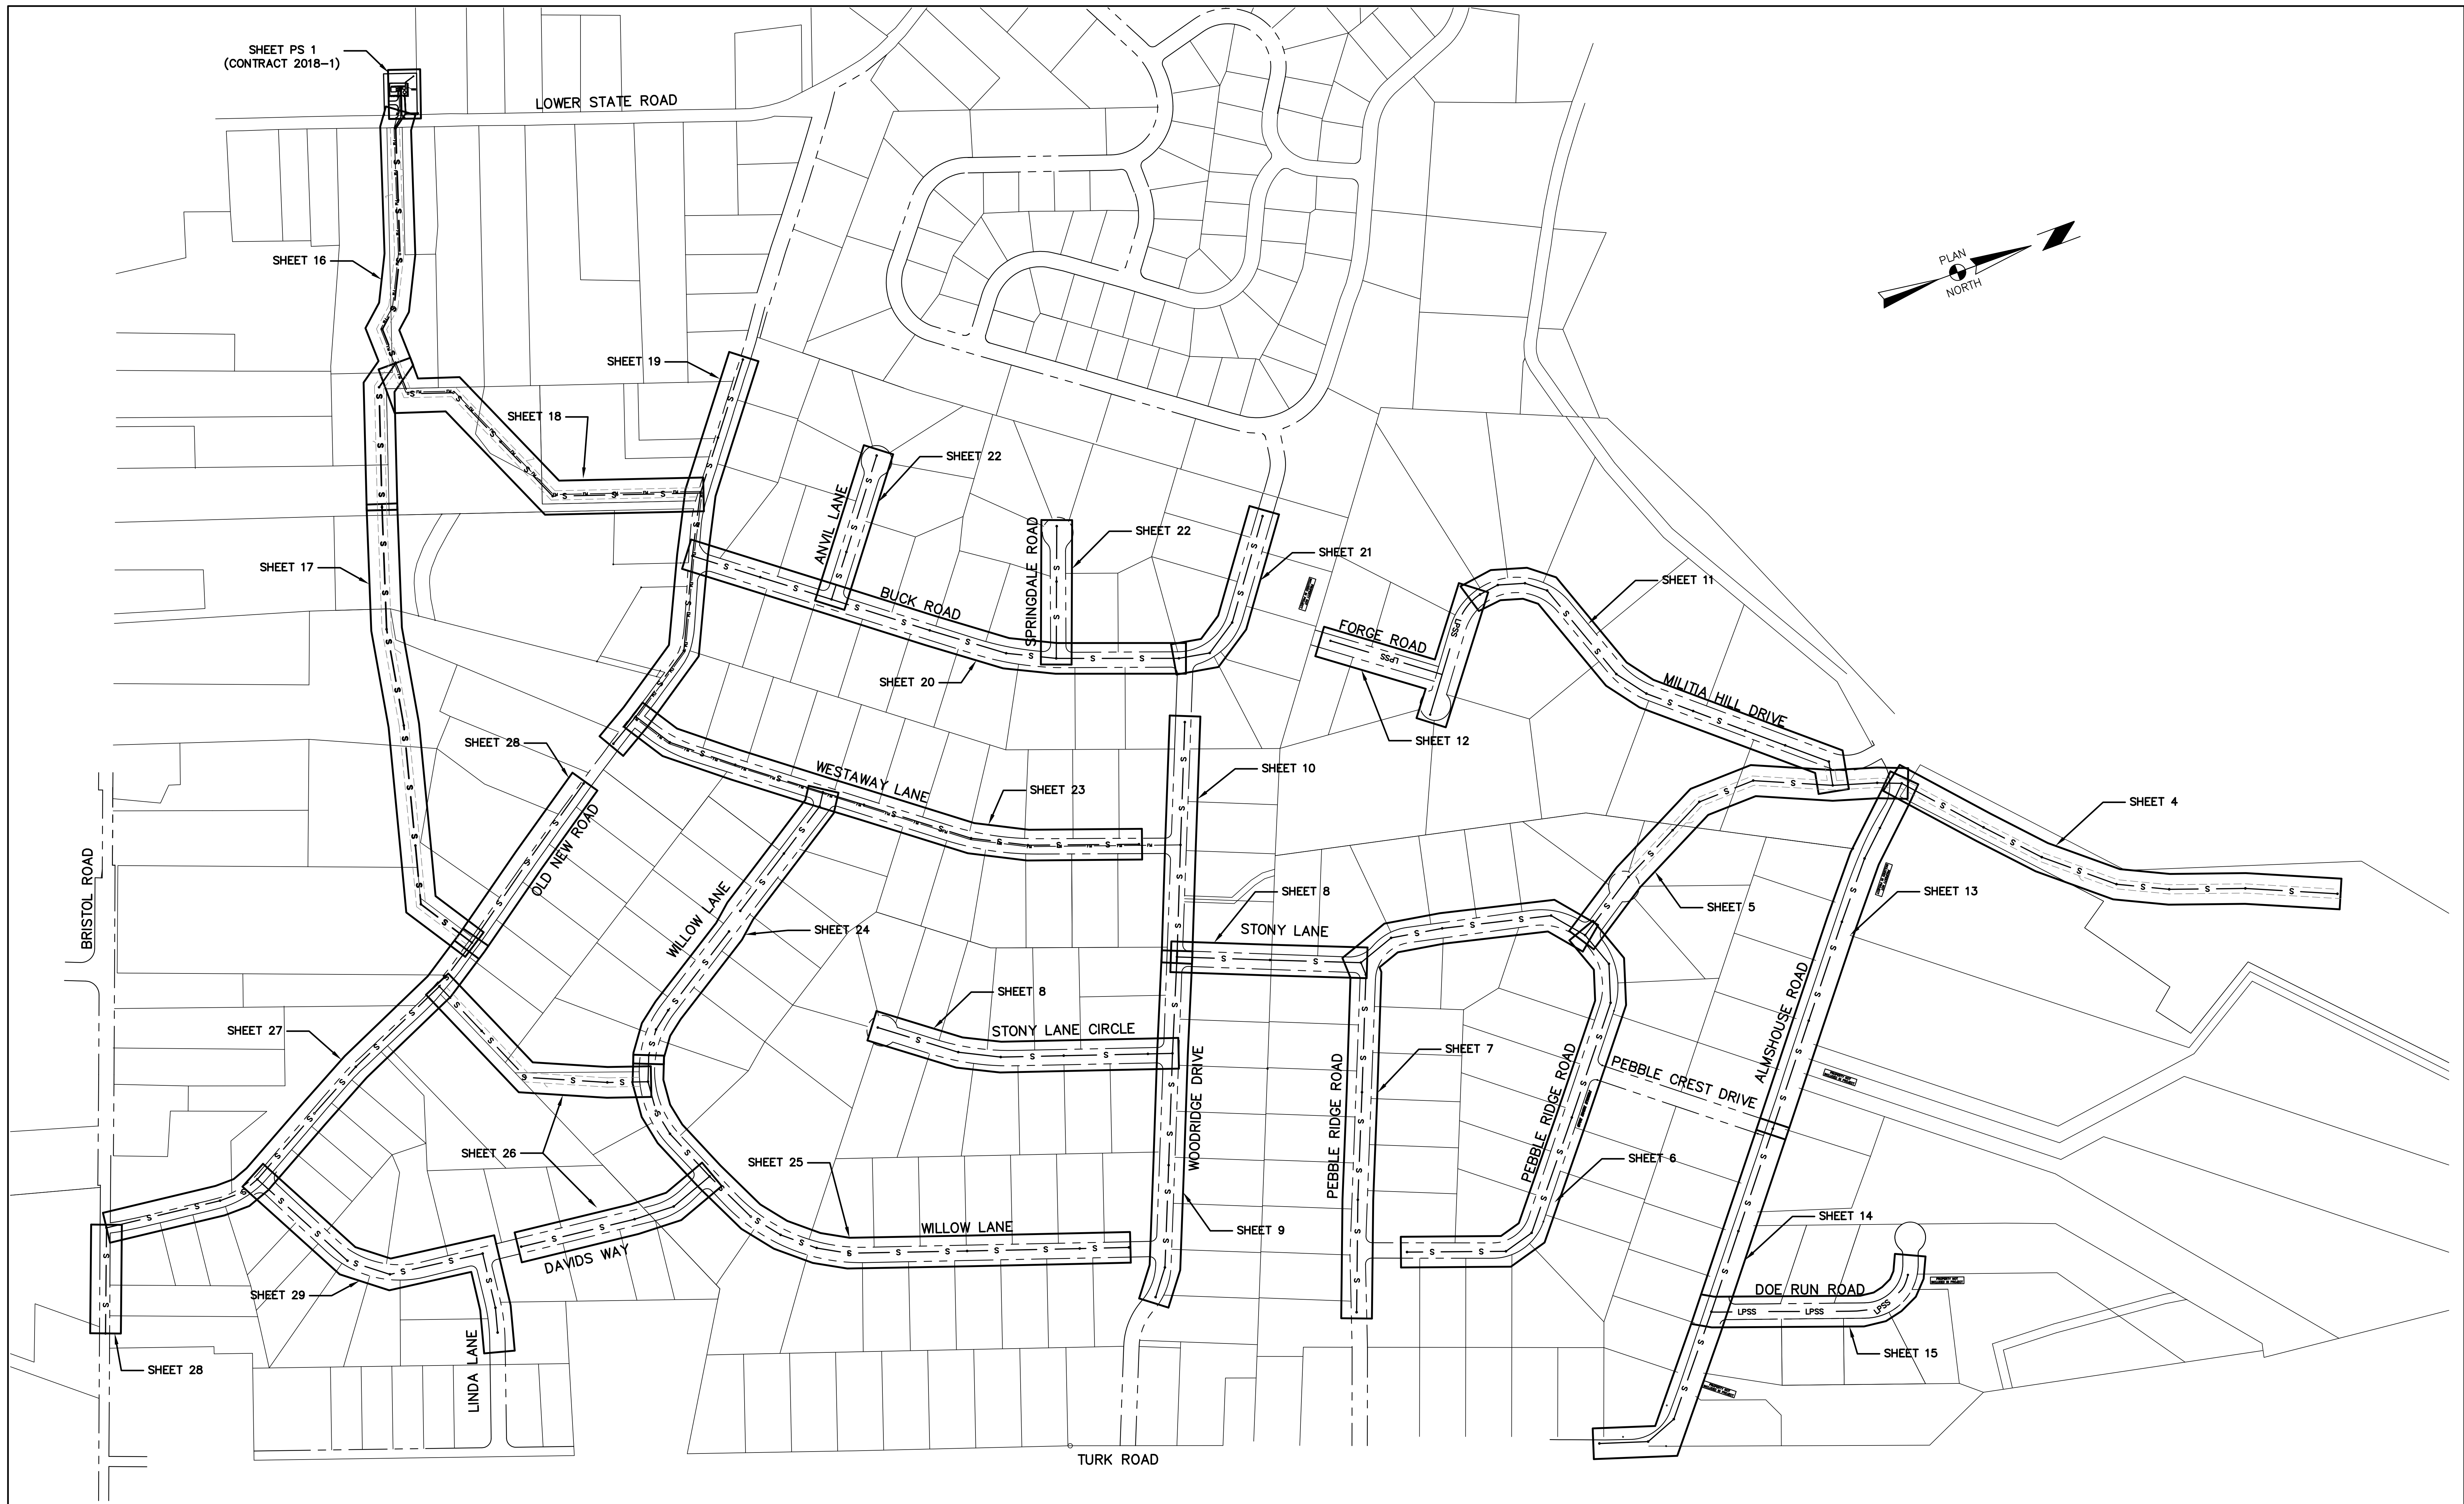 SHEET PS 1
(CONTRACT 2018-1)
LOWER STATE ROAD
PLAN
NORTH
SHEET 16
SHEET 19
SHEET 18
SHEET 22
ANVIL LANE
SPRINGDALE ROAD
SHEET 22
SHEET 21
SHEET 17
BUCK ROAD
SHEET 20
SHEET 11
FORGE ROAD
LPSS
LPSS
SHEET 12
MILITIA HILL DRIVE
SHEET 28
WESTAWAY LANE
SHEET 23
SHEET 10
SHEET 4
OLD NEW ROAD
BRISTOL ROAD
WILLOW LANE
SHEET 24
SHEET 8
STONY LANE
SHEET 5
SHEET 13
SHEET 8
STONY LANE CIRCLE
ALMSHOUSE ROAD
SHEET 27
WOODRIDGE DRIVE
PEBBLE RIDGE ROAD
SHEET 7
PEBBLE RIDGE ROAD
PEBBLE CREST DRIVE
SHEET 26
SHEET 25
SHEET 6
WILLOW LANE
SHEET 9
SHEET 14
DAVIDS WAY
SHEET 29
DOE RUN ROAD
LPSS
LPSS
LPSS
SHEET 15
SHEET 28
LINDA LANE
TURK ROAD